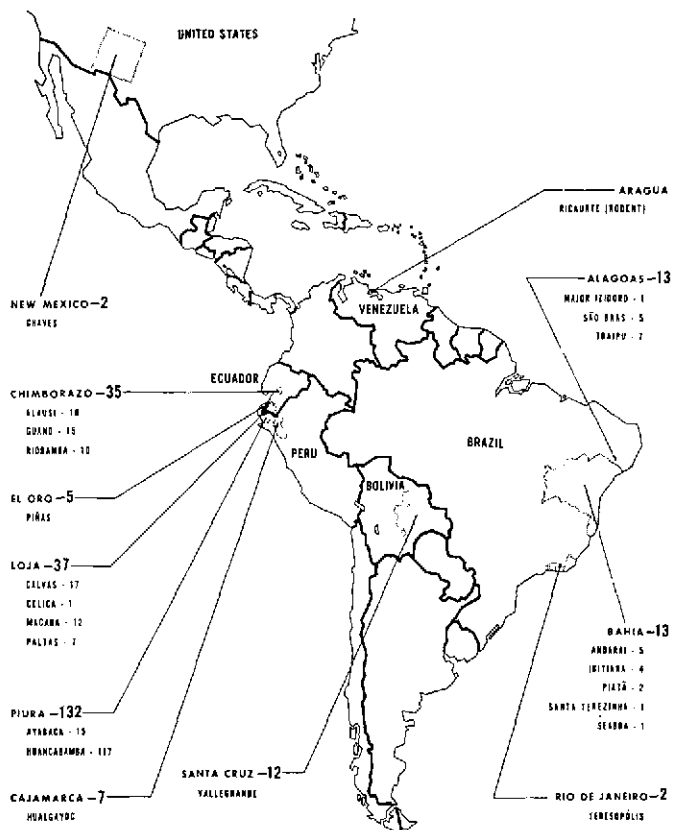 UNITED STATES
ARAGUA
RICAURTE (RODENT)
ALAGOAS-13
MAJOR IZIDORO - 1
SÃO BRAS - 5
TRAIPU - 7
VENEZUELA
NEW MEXICO-2
CHAVES
ECUADOR
CHIMBORAZO-35
ALAUSI - 10
GUANO - 15
RIOBAMBA - 10
BRAZIL
PERU
BOLIVIA
EL ORO-5
PIÑAS
LOJA-37
CALVAS - 17
CELICA - 1
MACARA - 12
PALTAS - 7
BAHIA-13
ANDARAI - 5
IBITIARA - 4
PIATÃ - 2
SANTA TEREZINHA - 1
SEABRA - 1
PIURA-132
AYABACA - 15
HUANCABAMBA - 117
SANTA CRUZ-12
VALLEGRANDE
CAJAMARCA-7
HUALGAYOC
RIO DE JANEIRO-2
TERESOPÓLIS